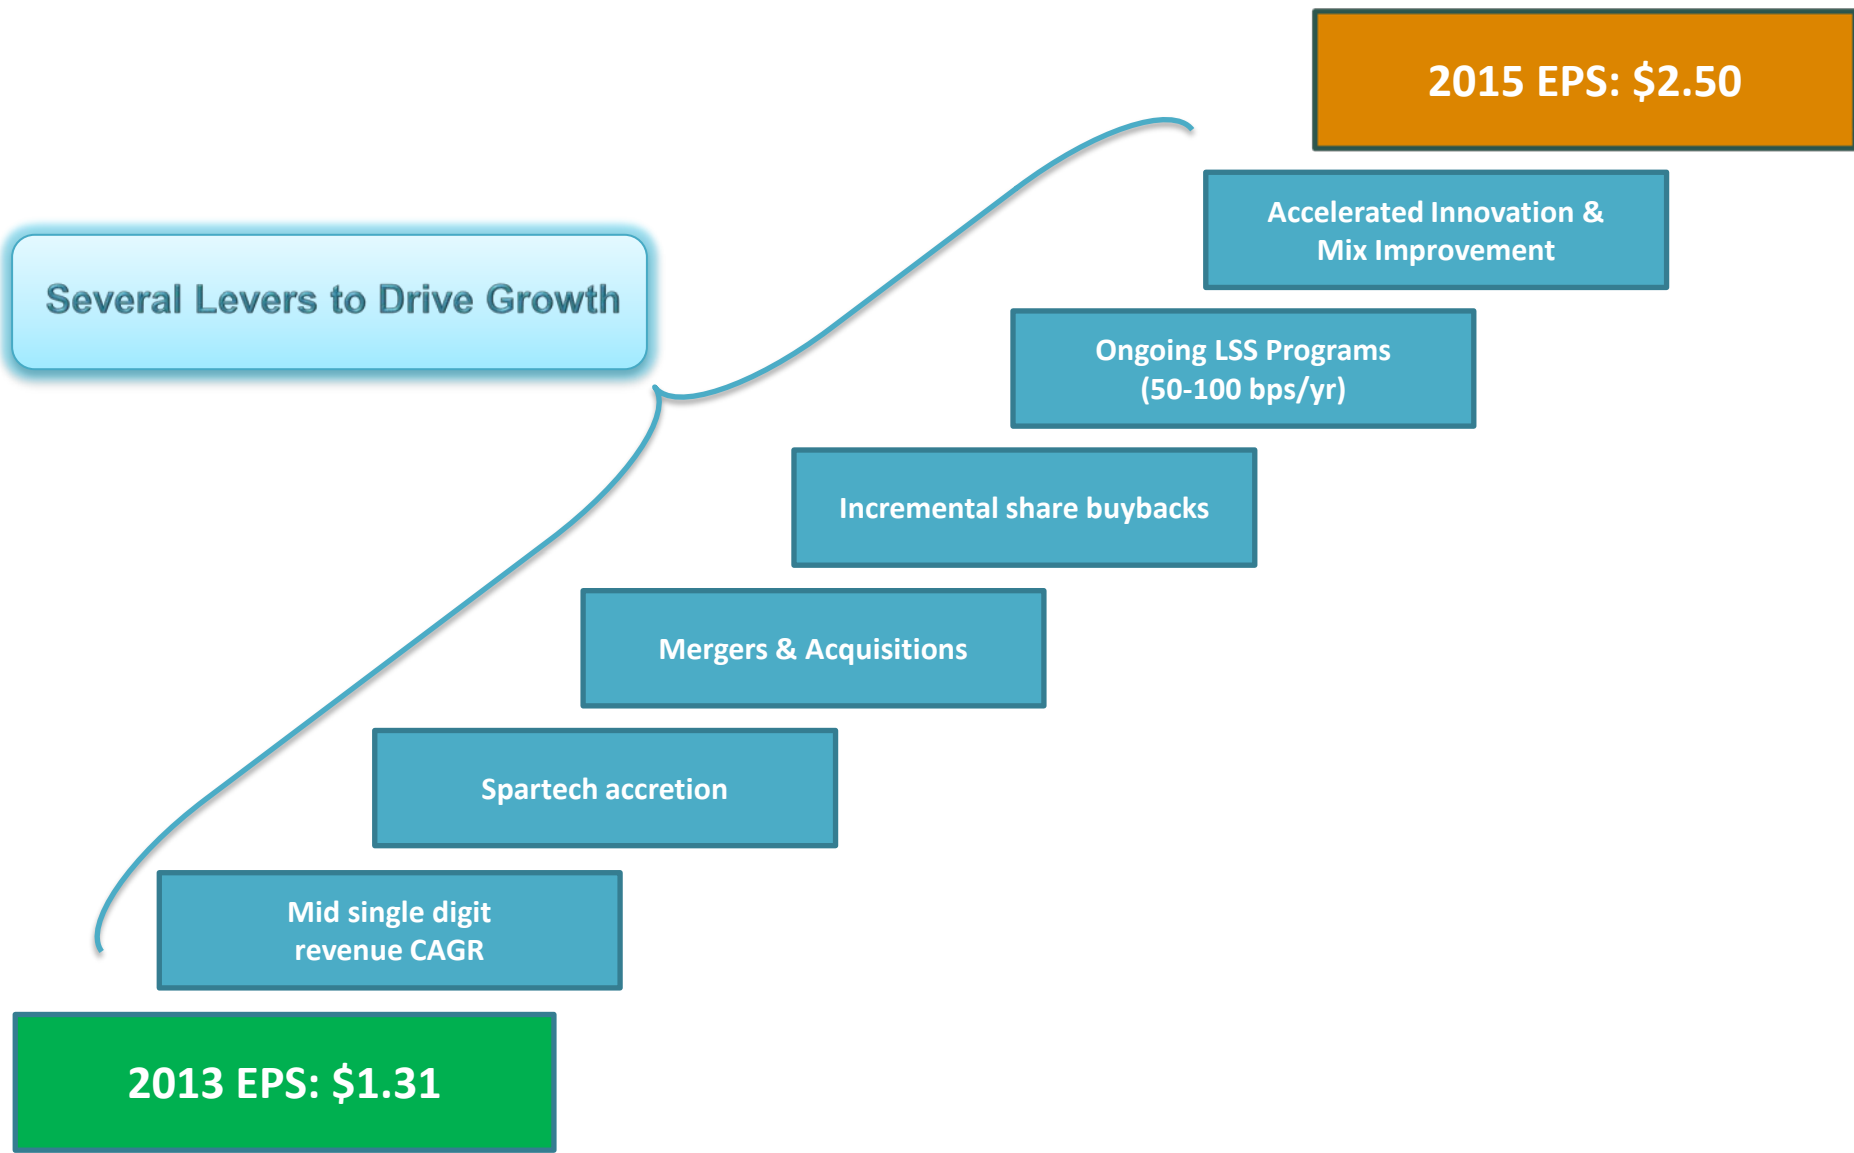 2015 EPS: $2.50
Accelerated Innovation &
Mix Improvement
Several Levers to Drive Growth
Ongoing LSS Programs
(50-100 bps/yr)
Incremental share buybacks
Mergers & Acquisitions
Spartech accretion
Mid single digit
revenue CAGR
2013 EPS: $1.31